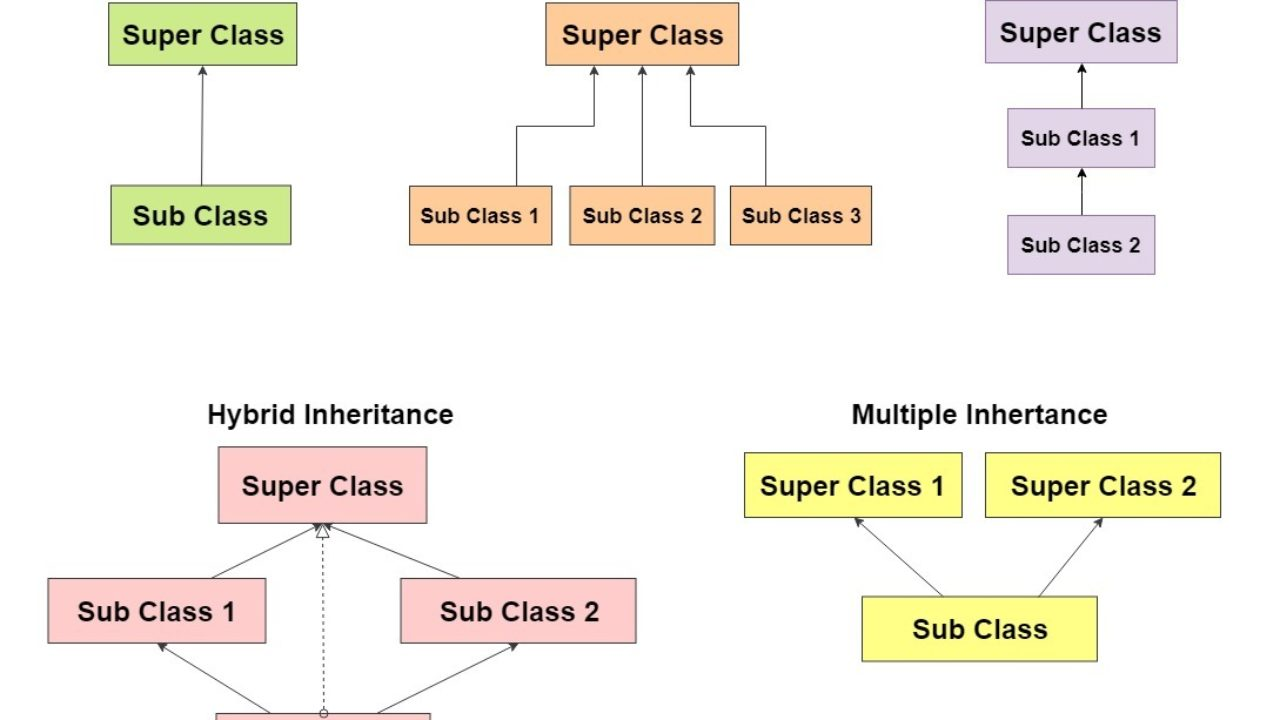 Super Class
Super Class
Super Class
Sub Class 1
Sub Class
Sub Class 1
Sub Class 2
Sub Class 3
Sub Class 2
Hybrid Inheritance
Multiple Inhertance
Super Class
Super Class 1
Super Class 2
Sub Class 1
Sub Class 2
Sub Class